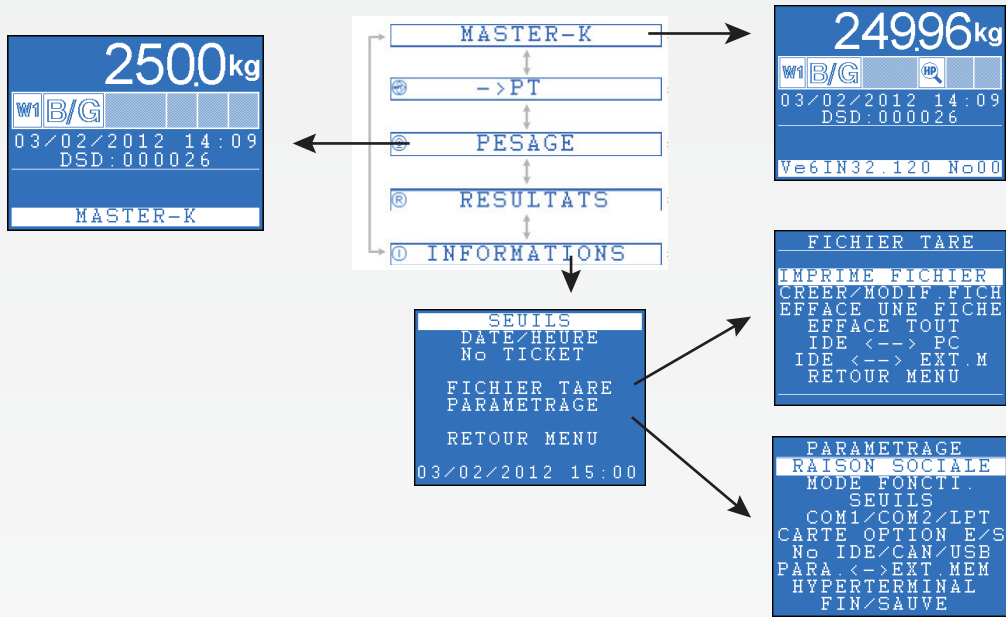 2500kg
W1 B/G
03/02/2012 14:09
DSD:000026
MASTER-K
MASTER-K
->PT
PESAGE
® RESULTATS
INFORMATIONS
249.96kg
W1 B/G HP
03/02/2012 14:09
DSD:000026
Ve6IN32.120 No00
SEUILS
DATE/HEURE
No TICKET
FICHIER TARE
PARAMETRAGE
RETOUR MENU
03/02/2012 15:00
FICHIER TARE
IMPRIME FICHIER
CREER/MODIF.FICH
EFFACE UNE FICHE
EFFACE TOUT
IDE <--> PC
IDE <--> EXT.M
RETOUR MENU
PARAMETRAGE
RAISON SOCIALE
MODE FONCTI.
SEUILS
COM1/COM2/LPT
CARTE OPTION E/S
No IDE/CAN/USB
PARA.<->EXT.MEM
HYPERTERMINAL
FIN/SAUVE